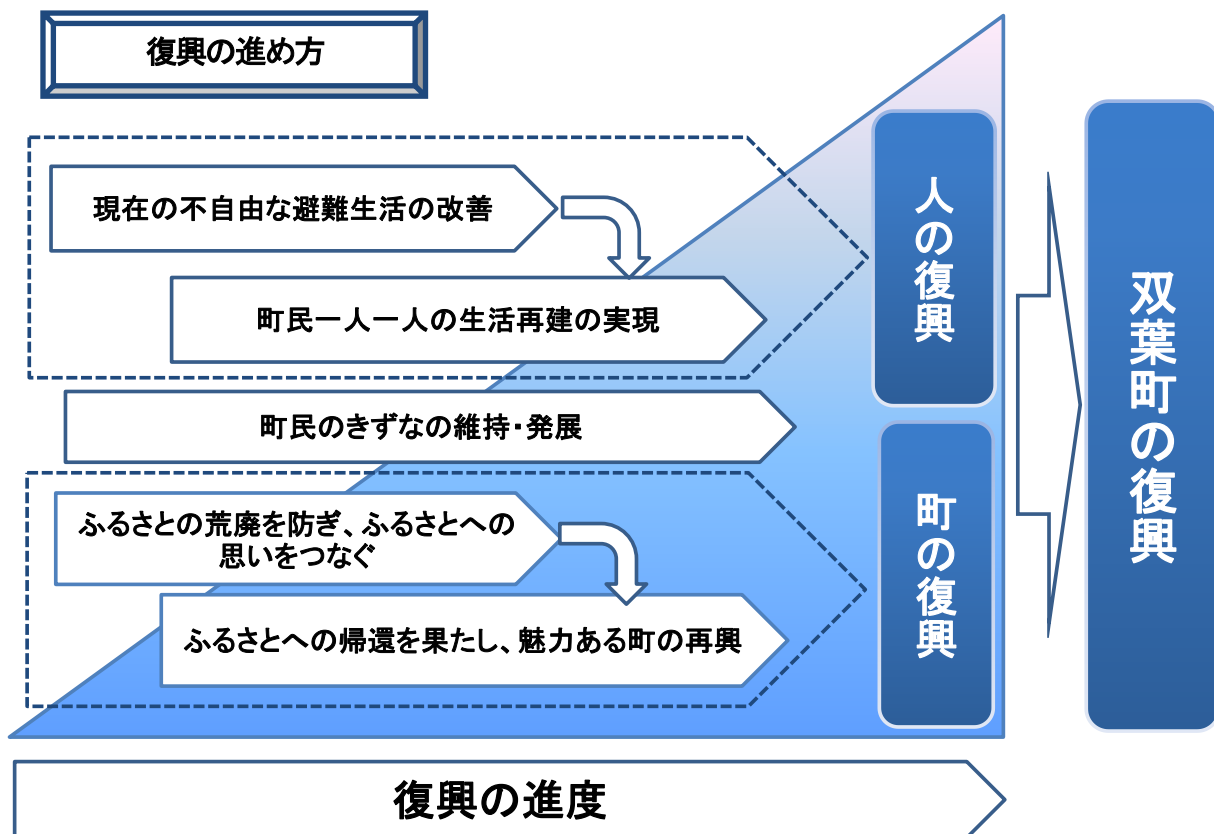 復興の進め方
現在の不自由な避難生活の改善
町民一人一人の生活再建の実現
町民のきずなの維持・発展
ふるさとの荒廃を防ぎ、ふるさとへの
思いをつなぐ
ふるさとへの帰還を果たし、魅力ある町の再興
人の復興
町の復興
双葉町の復興
復興の進度